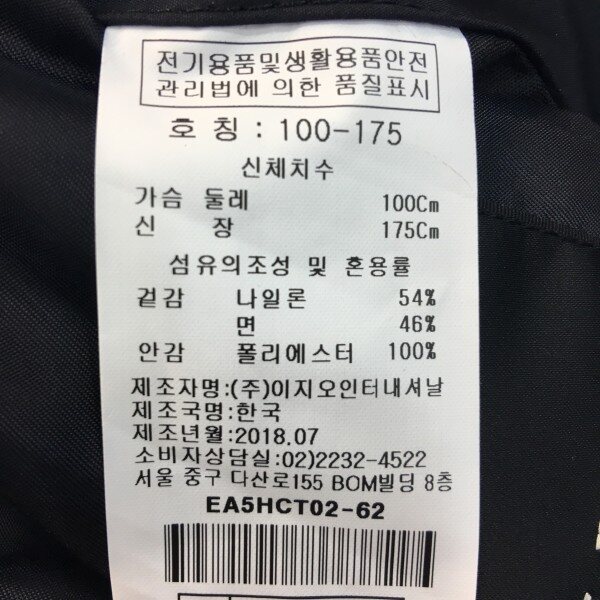 전기용품및생활용품안전
관리법에 의한 품질표시
호 칭 : 100-175
신체치수
가슴 둘레 100Cm
신 장 175Cm
섬유의조성 및 혼용률
겉감 나일론 54%
면 46%
안감 폴리에스터 100%
제조자명:(주)이지오인터내셔날
제조국명:한국
제조년월:2018.07
소비자상담실:02)2232-4522
서울 중구 다산로155 BOM빌딩 8층
EA5HCT02-62